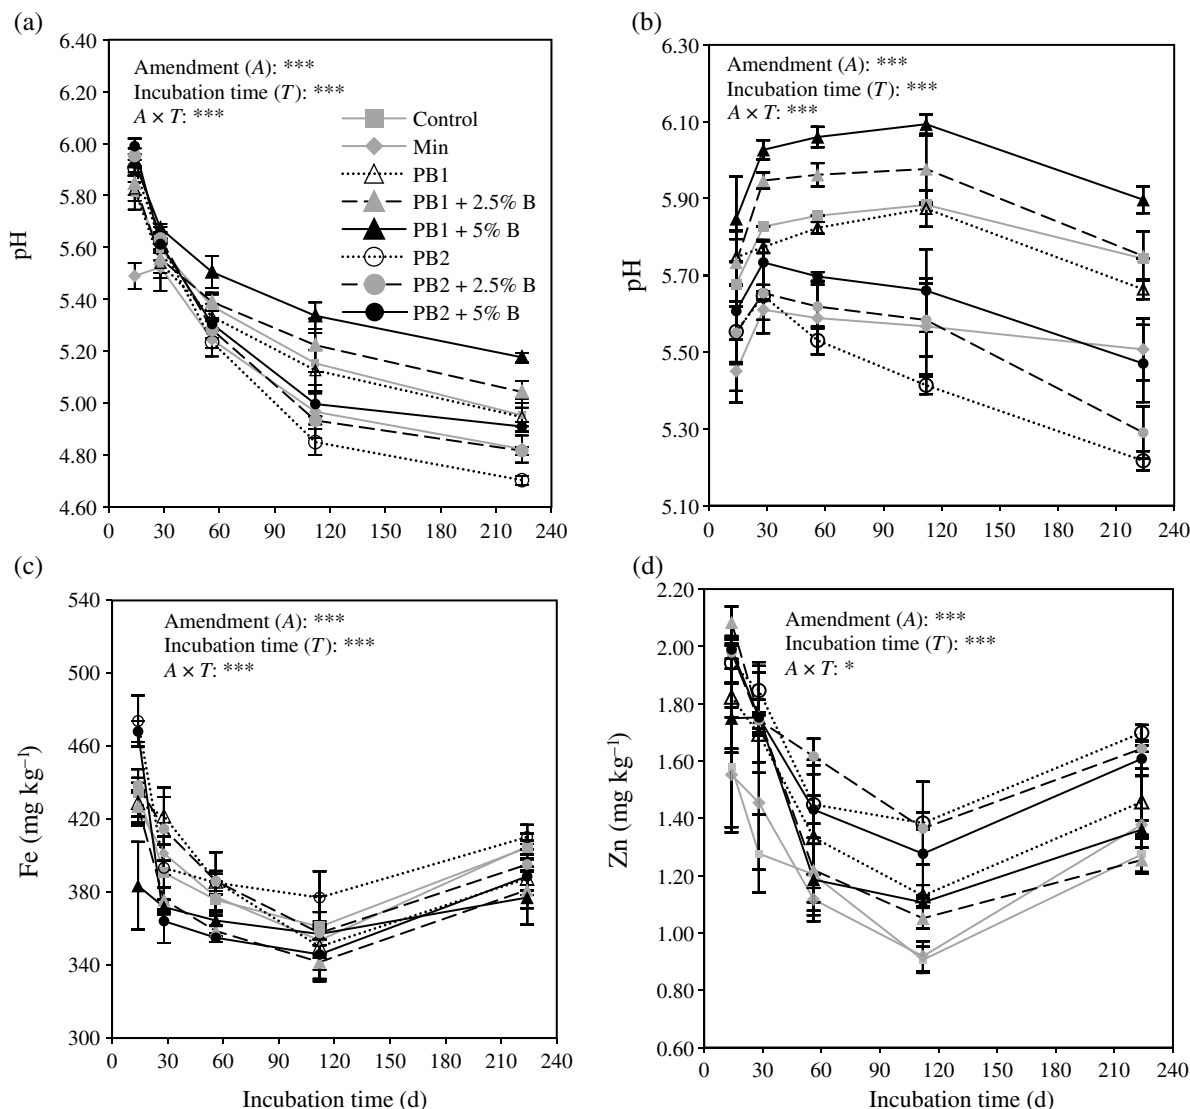 (a)
6.40
6.20
6.00
5.80
5.60
5.40
5.20
5.00
4.80
4.60
pH
Amendment (A): ***
Incubation time (T): ***
A × T: ***
Control
Min
PB1
PB1 + 2.5% B
PB1 + 5% B
PB2
PB2 + 2.5% B
PB2 + 5% B
0 30 60 90 120 150 180 210 240
(b)
6.30
6.10
5.90
5.70
5.50
5.30
5.10
pH
Amendment (A): ***
Incubation time (T): ***
A × T: ***
0 30 60 90 120 150 180 210 240
(c)
540
500
460
420
380
340
300
Fe (mg kg⁻¹)
Amendment (A): ***
Incubation time (T): ***
A × T: ***
0 30 60 90 120 150 180 210 240
Incubation time (d)
(d)
2.20
2.00
1.80
1.60
1.40
1.20
1.00
0.80
0.60
Zn (mg kg⁻¹)
Amendment (A): ***
Incubation time (T): ***
A × T: *
0 30 60 90 120 150 180 210 240
Incubation time (d)